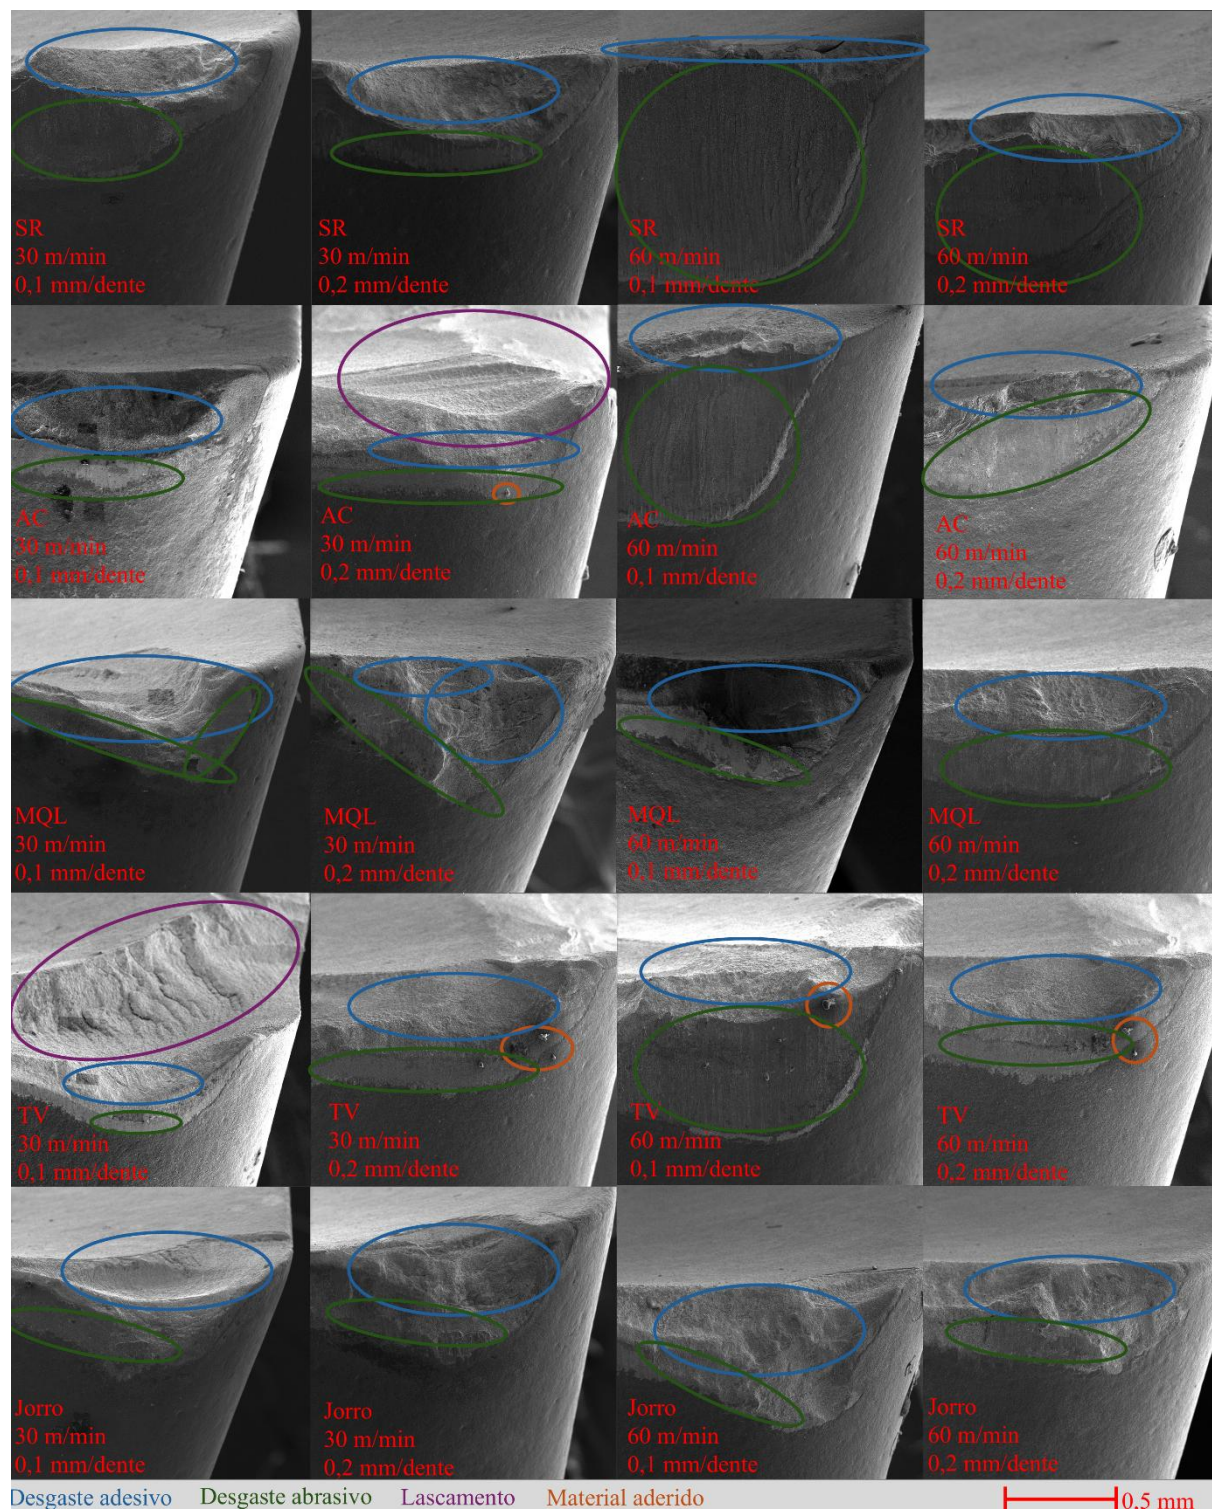 SR
30 m/min
0,1 mm/dente
SR
30 m/min
0,2 mm/dente
SR
60 m/min
0,1 mm/dente
SR
60 m/min
0,2 mm/dente
AC
30 m/min
0,1 mm/dente
AC
30 m/min
0,2 mm/dente
AC
60 m/min
0,1 mm/dente
AC
60 m/min
0,2 mm/dente
MQL
30 m/min
0,1 mm/dente
MQL
30 m/min
0,2 mm/dente
MQL
60 m/min
0,1 mm/dente
MQL
60 m/min
0,2 mm/dente
TV
30 m/min
0,1 mm/dente
TV
30 m/min
0,2 mm/dente
TV
60 m/min
0,1 mm/dente
TV
60 m/min
0,2 mm/dente
Jorro
30 m/min
0,1 mm/dente
Jorro
30 m/min
0,2 mm/dente
Jorro
60 m/min
0,1 mm/dente
Jorro
60 m/min
0,2 mm/dente
Desgaste adesivo Desgaste abrasivo Lascamento Material aderido 0,5 mm